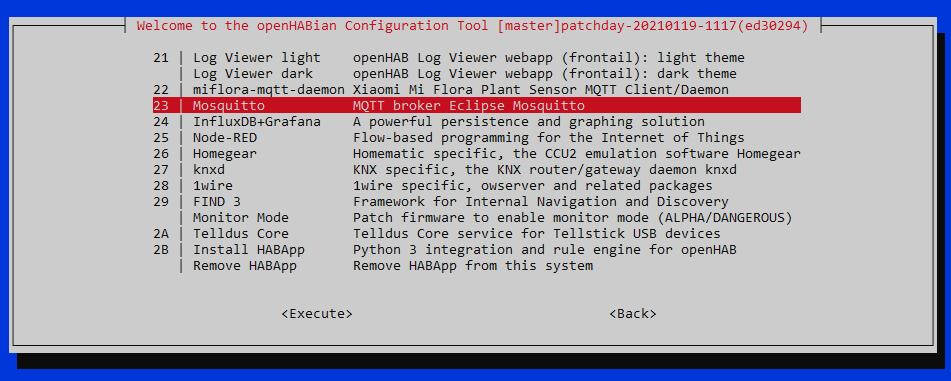 Welcome to the openHABian Configuration Tool [master]patchday-20210119-1117(ed30294)
21 | Log Viewer light openHAB Log Viewer webapp (frontail): light theme
| Log Viewer dark openHAB Log Viewer webapp (frontail): dark theme
22 | miflora-mqtt-daemon Xiaomi Mi Flora Plant Sensor MQTT Client/Daemon
23 | Mosquitto MQTT broker Eclipse Mosquitto
24 | InfluxDB+Grafana A powerful persistence and graphing solution
25 | Node-RED Flow-based programming for the Internet of Things
26 | Homegear Homematic specific, the CCU2 emulation software Homegear
27 | knxd KNX specific, the KNX router/gateway daemon knxd
28 | 1wire 1wire specific, owserver and related packages
29 | FIND 3 Framework for Internal Navigation and Discovery
| Monitor Mode Patch firmware to enable monitor mode (ALPHA/DANGEROUS)
2A | Telldus Core Telldus Core service for Tellstick USB devices
2B | Install HABApp Python 3 integration and rule engine for openHAB
| Remove HABApp Remove HABApp from this system
<Execute> <Back>